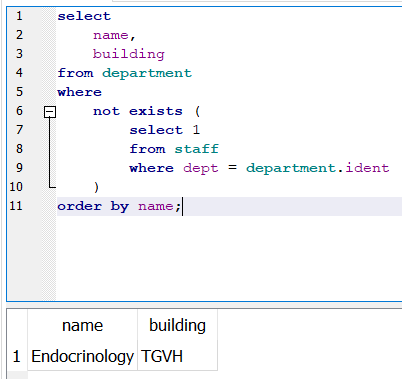 1 select
2 name,
3 building
4 from department
5 where
6 not exists (
7 select 1
8 from staff
9 where dept = department.ident
10 )
11 order by name;
name building
1 Endocrinology TGVH